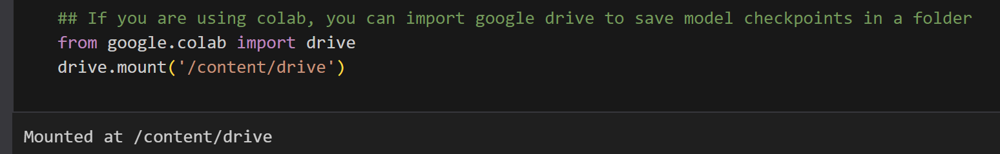 ## If you are using colab, you can import google drive to save model checkpoints in a folder
from google.colab import drive
drive.mount('/content/drive')
Mounted at /content/drive